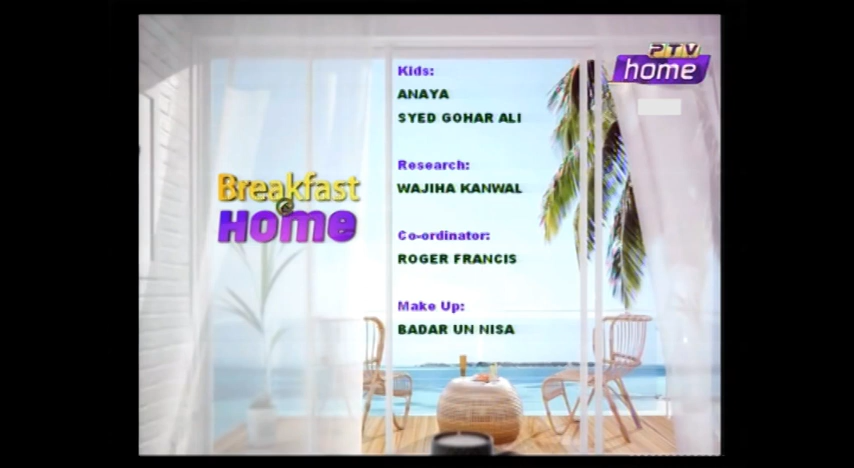 PTV
home
Kids:
ANAYA
SYED GOHAR ALI
Breakfast
@
HOME
Research:
WAJIHA KANWAL
Co-ordinator:
ROGER FRANCIS
Make Up:
BADAR UN NISA